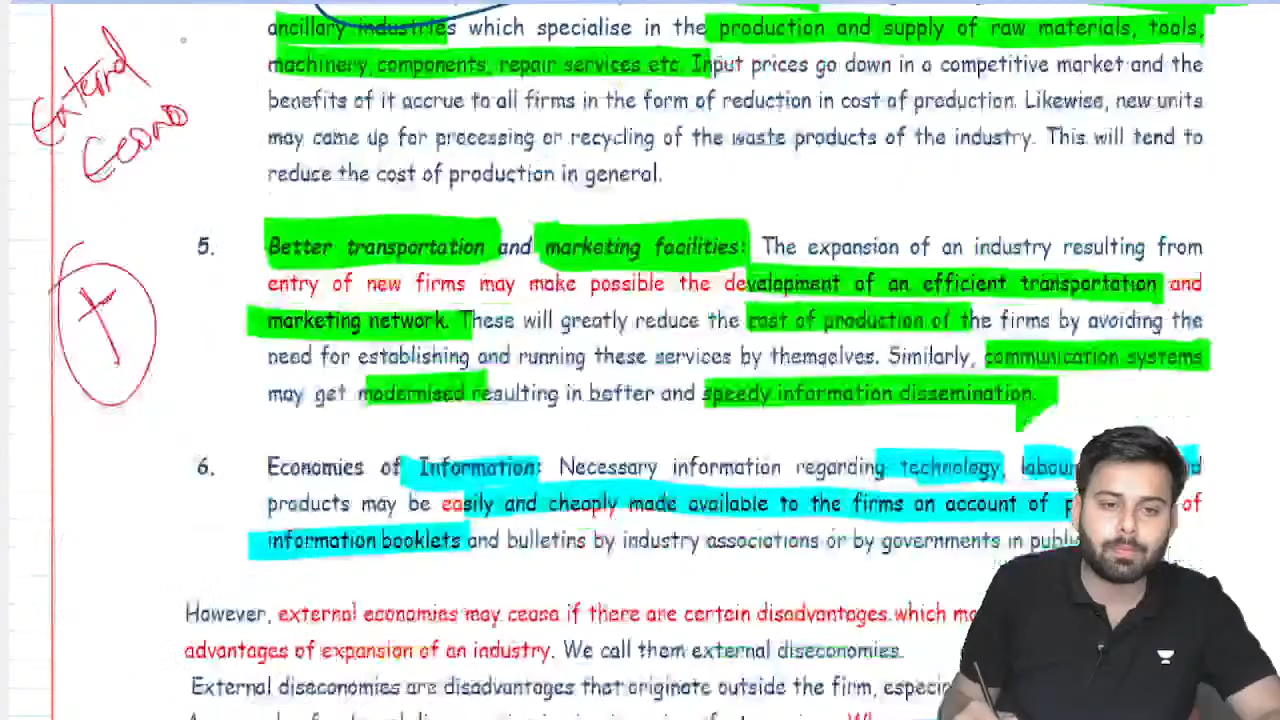 External
Econo
ancillary industries which specialise in the production and supply of raw materials, tools,
machinery, components, repair services etc. Input prices go down in a competitive market and the
benefits of it accrue to all firms in the form of reduction in cost of production. Likewise, new units
may come up for processing or recycling of the waste products of the industry. This will tend to
reduce the cost of production in general.
5. Better transportation and marketing facilities: The expansion of an industry resulting from
entry of new firms may make possible the development of an efficient transportation and
marketing network. These will greatly reduce the cost of production of the firms by avoiding the
need for establishing and running these services by themselves. Similarly, communication systems
may get modernised resulting in better and speedy information dissemination.
6. Economies of Information: Necessary information regarding technology, labour
products may be easily and cheaply made available to the firms on account of of
information booklets and bulletins by industry associations or by governments in
However, external economies may cease if there are certain disadvantages which
advantages of expansion of an industry. We call them external diseconomies.
External diseconomies are disadvantages that originate outside the firm,